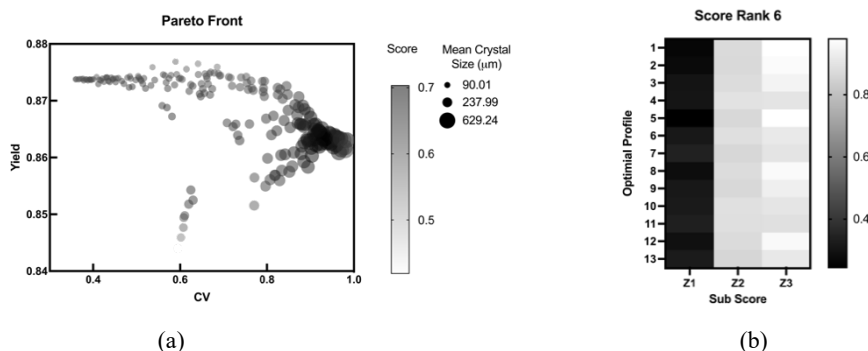 Pareto Front
0.88
0.87
0.86
0.85
0.84
Yield
0.4
0.6
0.8
1.0
CV
Score
0.7
0.6
0.5
Mean Crystal
Size (μm)
90.01
237.99
629.24
(a)
Score Rank 6
Optimial Profile
1
2
3
4
5
6
7
8
9
10
11
12
13
Z1
Z2
Z3
Sub Score
0.8
0.6
0.4
(b)